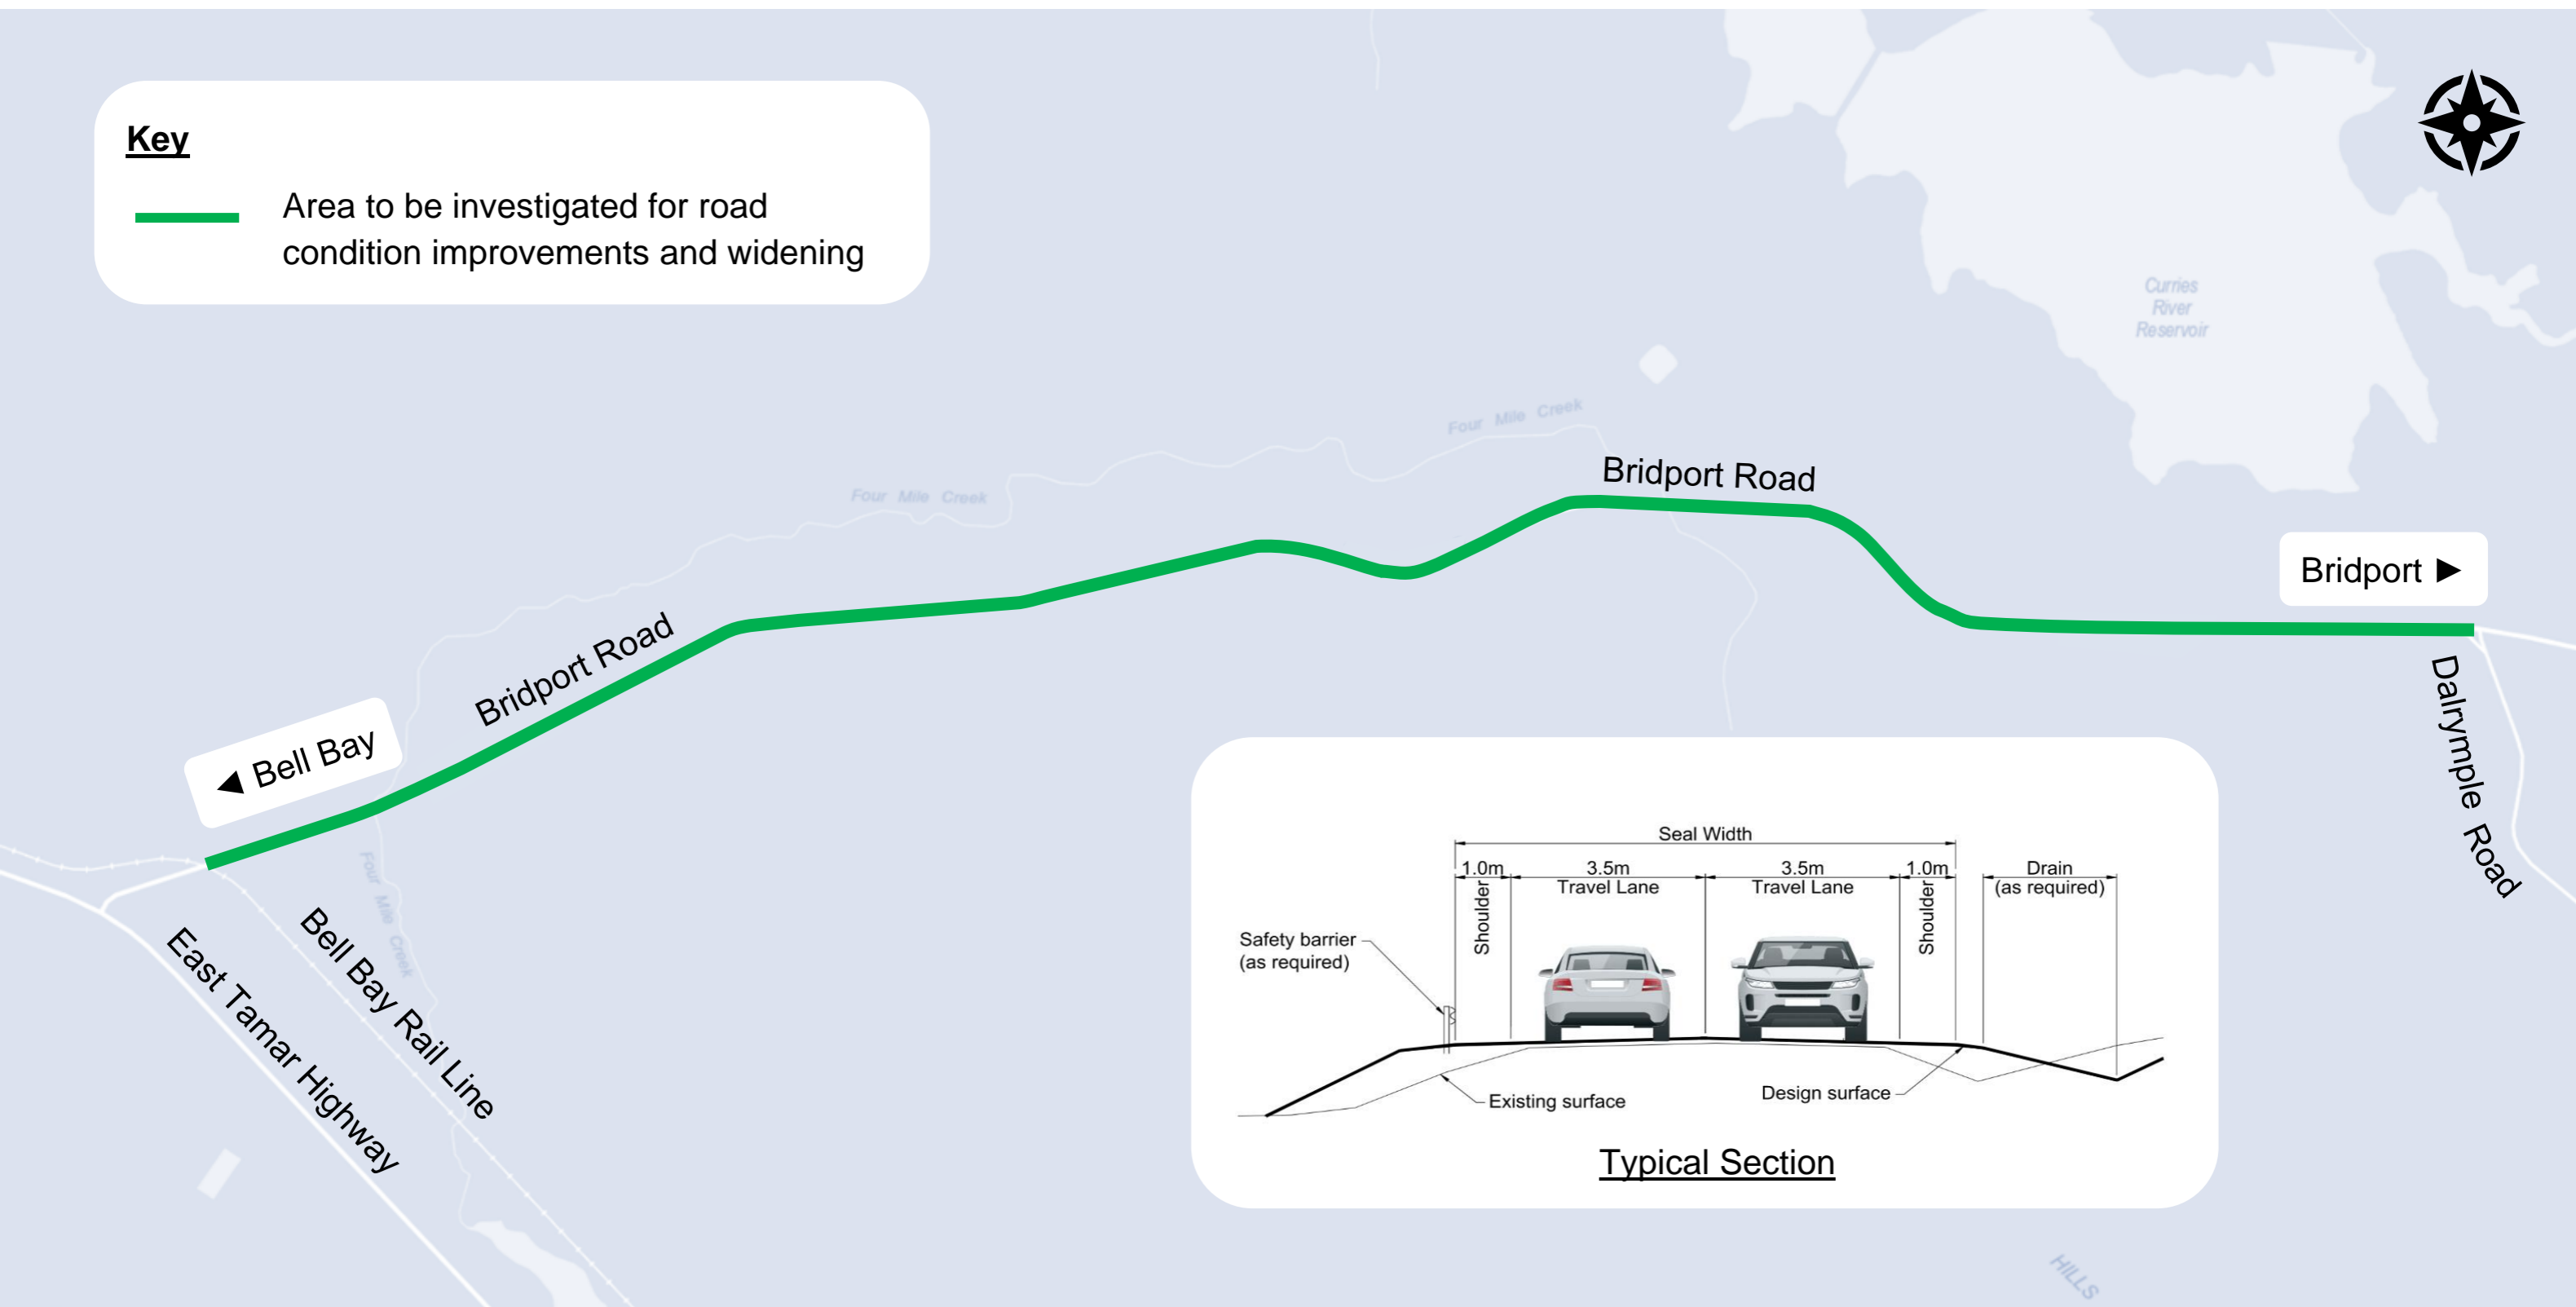 Key
Area to be investigated for road
condition improvements and widening
Curries
River
Reservoir
Four Mile Creek
Bridport Road
Four Mile Creek
Bridport ►
Bridport Road
Dalrymple Road
◄ Bell Bay
Four Mile Creek
East Tamar Highway
Bell Bay Rail Line
Seal Width
1.0m
3.5m
3.5m
1.0m
Drain
Travel Lane
Travel Lane
(as required)
Shoulder
Shoulder
Safety barrier
(as required)
Existing surface
Design surface
Typical Section
HILLS